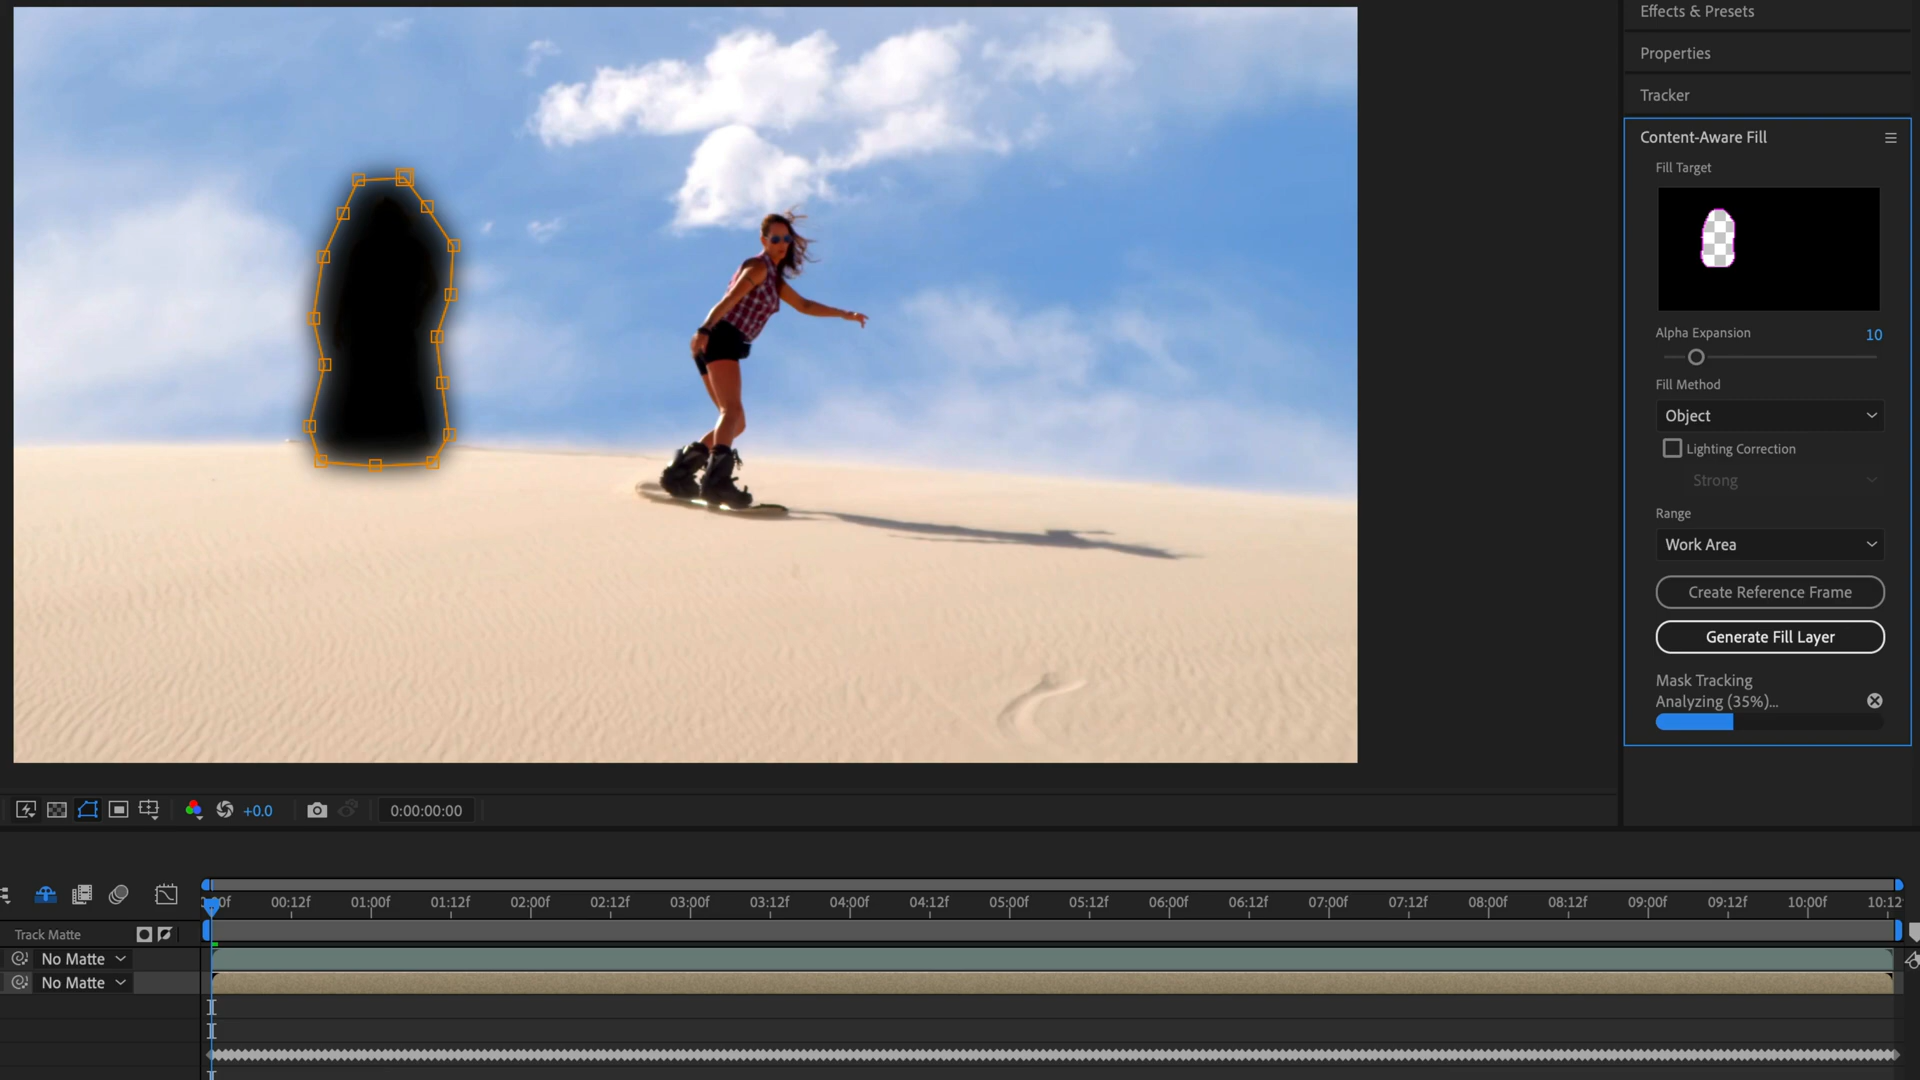 Effects & Presets
Properties
Tracker
Content-Aware Fill
Fill Target
Alpha Expansion 10
Fill Method
Object
Lighting Correction
Strong
Range
Work Area
Create Reference Frame
Generate Fill Layer
Mask Tracking
Analyzing (35%)...
+0.0 0:00:00:00
00:12f 01:00f 01:12f 02:00f 02:12f 03:00f 03:12f 04:00f 04:12f 05:00f 05:12f 06:00f 06:12f 07:00f 07:12f 08:00f 08:12f 09:00f 09:12f 10:00f 10:12
Track Matte
No Matte
No Matte